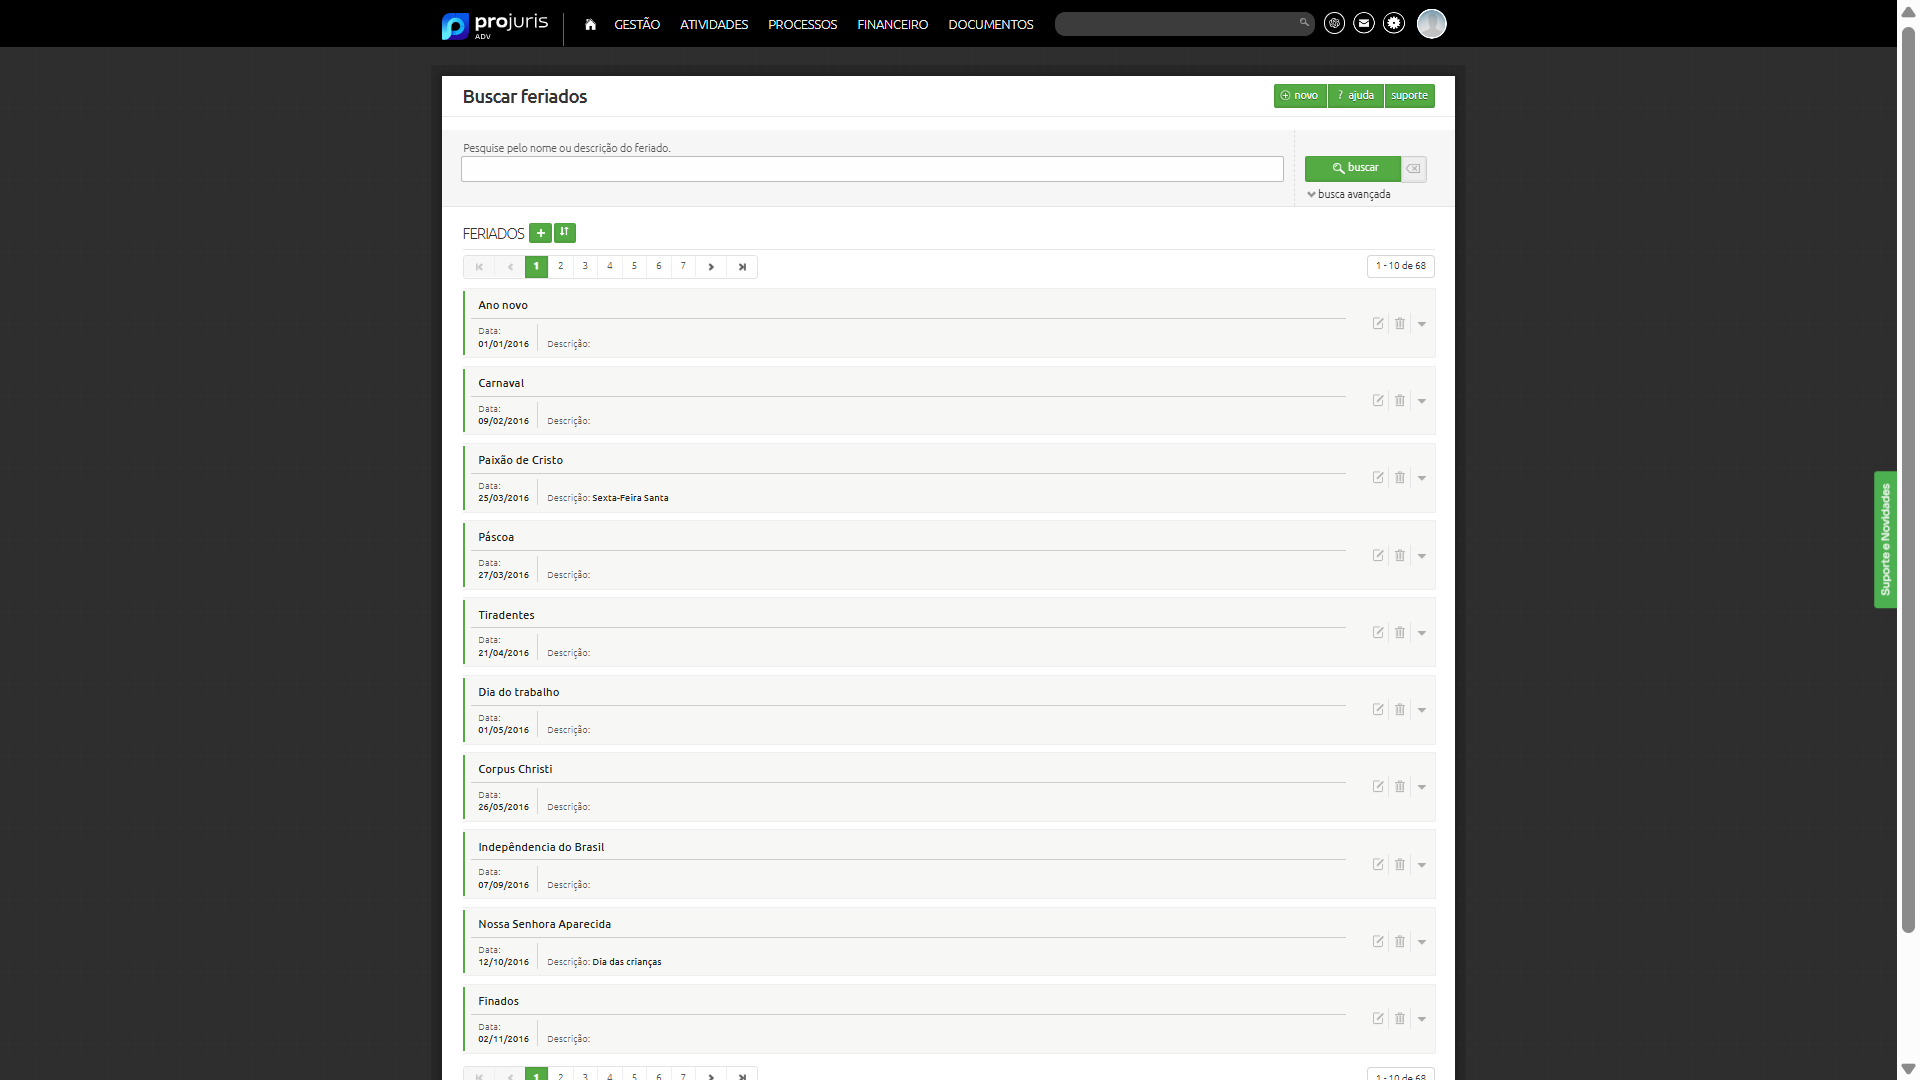 projuris
ADV
GESTÃO
ATIVIDADES
PROCESSOS
FINANCEIRO
DOCUMENTOS
Buscar feriados
novo
? ajuda
suporte
Pesquise pelo nome ou descrição do feriado.
buscar
busca avançada
FERIADOS
1 2 3 4 5 6 7
1 - 10 de 68
Ano novo
Data:
01/01/2016
Descrição:
Carnaval
Data:
09/02/2016
Descrição:
Paixão de Cristo
Data:
25/03/2016
Descrição: Sexta-Feira Santa
Páscoa
Data:
27/03/2016
Descrição:
Tiradentes
Data:
21/04/2016
Descrição:
Dia do trabalho
Data:
01/05/2016
Descrição:
Corpus Christi
Data:
26/05/2016
Descrição:
Indepêndencia do Brasil
Data:
07/09/2016
Descrição:
Nossa Senhora Aparecida
Data:
12/10/2016
Descrição: Dia das crianças
Finados
Data:
02/11/2016
Descrição:
1 2 3 4 5 6 7
1 - 10 de 68
Suporte e Novidades